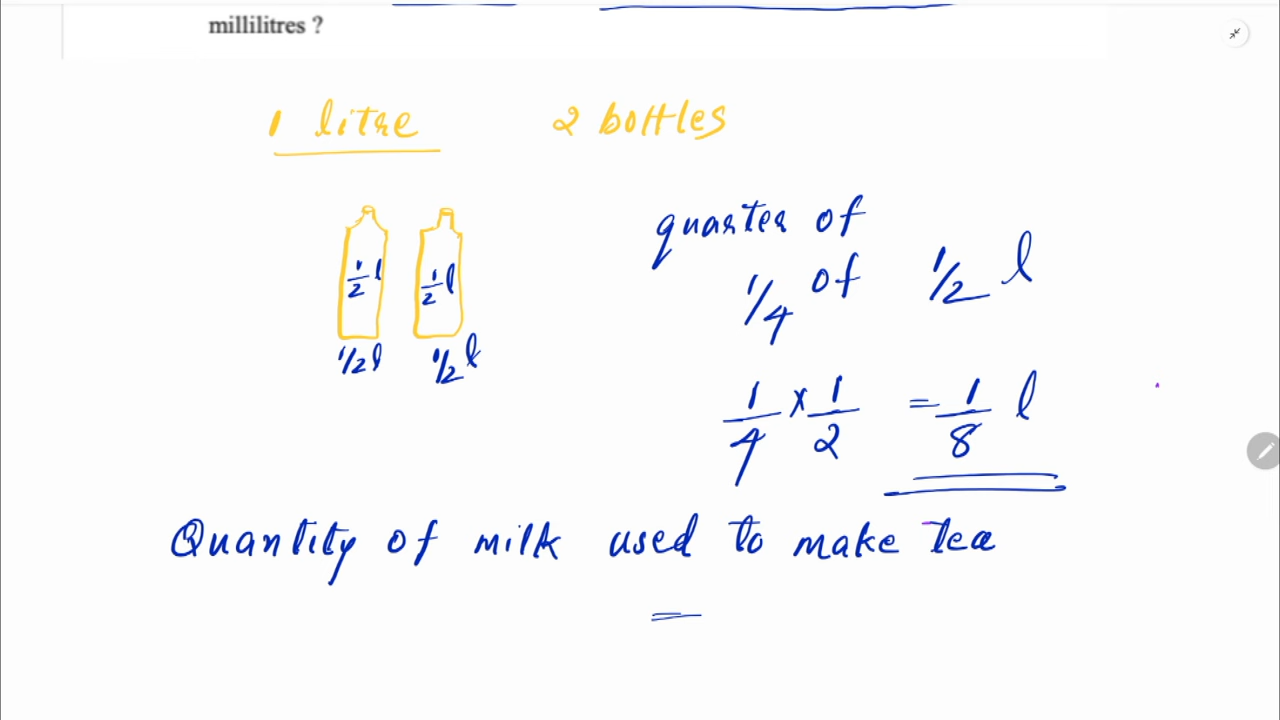 millilitres ?
1 litre 2 bottles
quarter of
1/4 of 1/2 l
1/2 l 1/2 l
1/2 l 1/2 l
1/4 x 1/2 = 1/8 l
Quantity of milk used to make tea
=